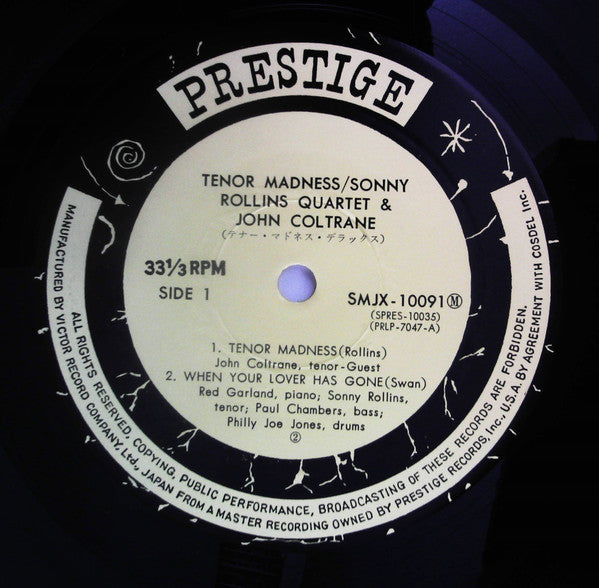 PRESTIGE
TENOR MADNESS/SONNY
ROLLINS QUARTET &
JOHN COLTRANE
(テナー・マドネス・デラックス)
33⅓ RPM
SIDE 1
SMJX-10091 Ⓜ
(SPRES-10035)
(PRLP-7047-A)
1. TENOR MADNESS(Rollins)
John Coltrane, tenor-Guest
2. WHEN YOUR LOVER HAS GONE(Swan)
Red Garland, piano; Sonny Rollins,
tenor; Paul Chambers, bass;
Philly Joe Jones, drums
②
ALL RIGHTS RESERVED. COPYING, PUBLIC PERFORMANCE, BROADCASTING OF THESE RECORDS ARE FORBIDDEN.
MANUFACTURED BY VICTOR RECORD COMPANY, Ltd., JAPAN FROM A MASTER RECORDING OWNED BY PRESTIGE RECORDS, Inc., U.S.A. BY AGREEMENT WITH COSDEL Inc.